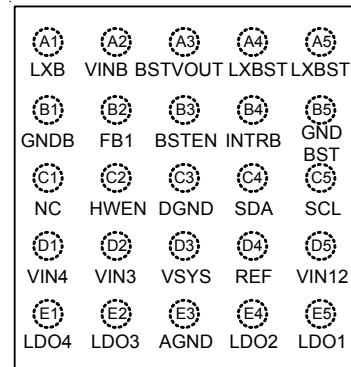 A1 A2 A3 A4 A5
LXB VINB BSTVOUT LXBST LXBST
B1 B2 B3 B4 B5
GNDB FB1 BSTEN INTRB GND
BST
C1 C2 C3 C4 C5
NC HWEN DGND SDA SCL
D1 D2 D3 D4 D5
VIN4 VIN3 VSYS REF VIN12
E1 E2 E3 E4 E5
LDO4 LDO3 AGND LDO2 LDO1